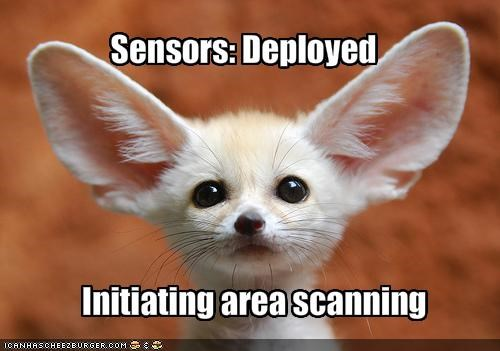 Sensors: Deployed
Initiating area scanning
ICANHASCHEEZBURGER.COM